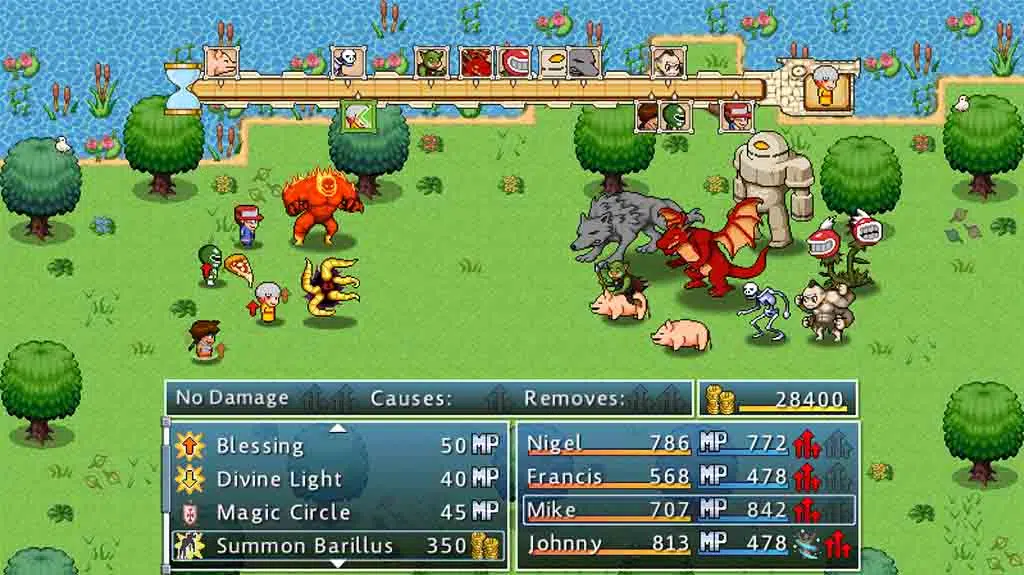 No Damage Causes: Removes: 28400
Blessing 50 MP
Divine Light 40 MP
Magic Circle 45 MP
Summon Barillus 350
Nigel 786 MP 772
Francis 568 MP 478
Mike 707 MP 842
Johnny 813 MP 478